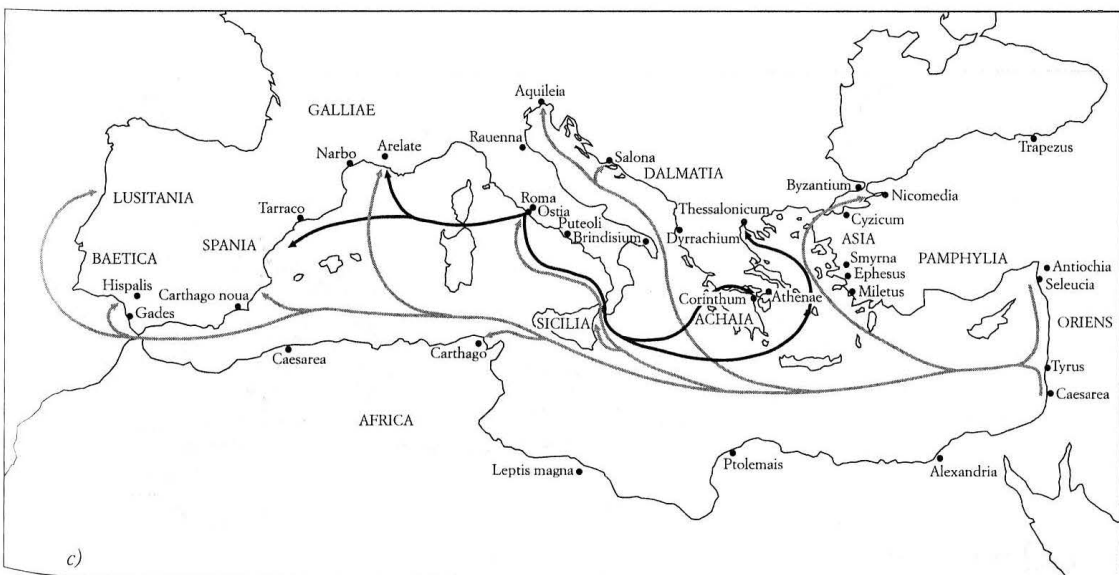 Aquileia
GALLIAE
Rauenna
Arelate
Narbo
Salona
DALMATIA
Trapezus
Byzantium
Nicomedia
LUSITANIA
Tarraco
Roma
Ostia
Puteoli
Brindisium
Thessalonicum
Dyrrachium
Cyzicum
ASIA
SPANIA
BAETICA
Smyrna
Ephesus
Miletus
PAMPHYLIA
Antiochia
Seleucia
Hispalis
Gades
Carthago noua
Corinthum
Athenae
ACHAIA
SICILIA
ORIENS
Caesarea
Carthago
Tyrus
Caesarea
AFRICA
Leptis magna
Ptolemais
Alexandria
c)